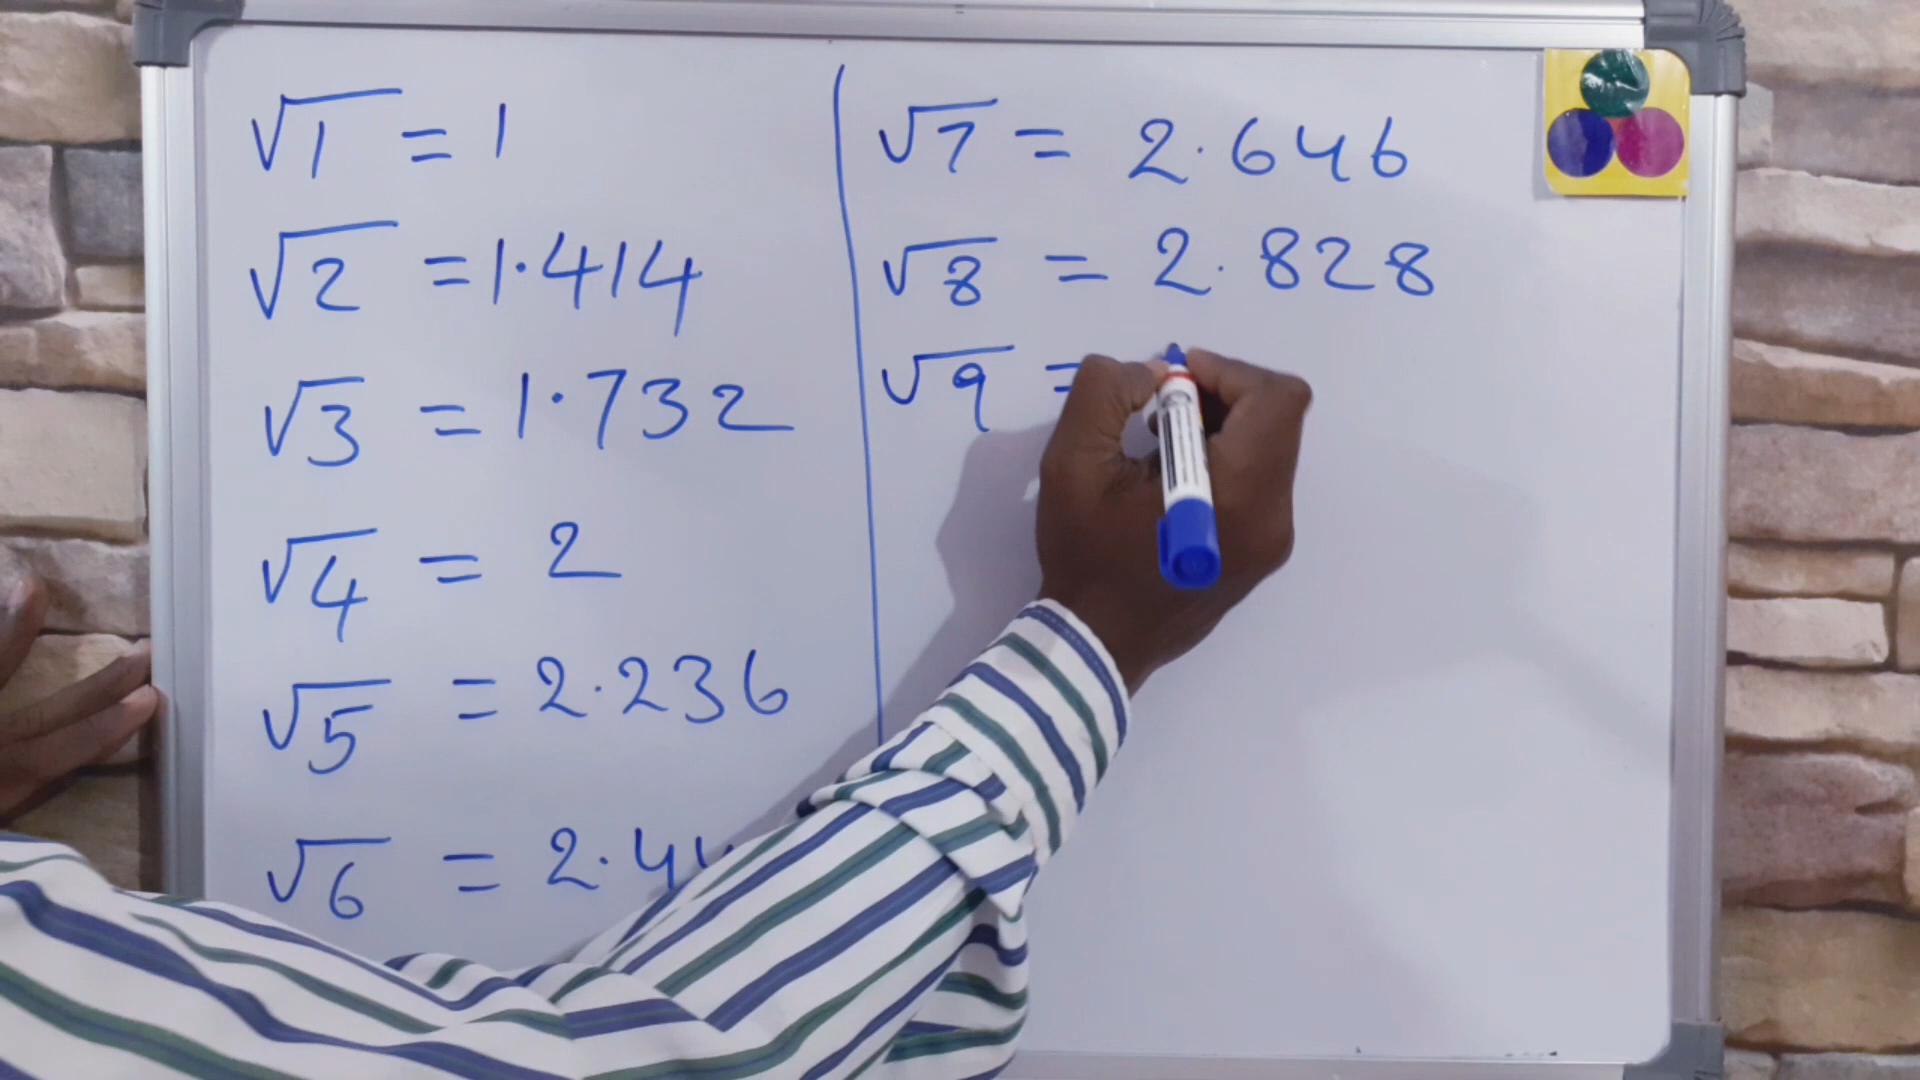 √1 = 1
√2 = 1.414
√3 = 1.732
√4 = 2
√5 = 2.236
√6 = 2.44
√7 = 2.646
√8 = 2.828
√9 =